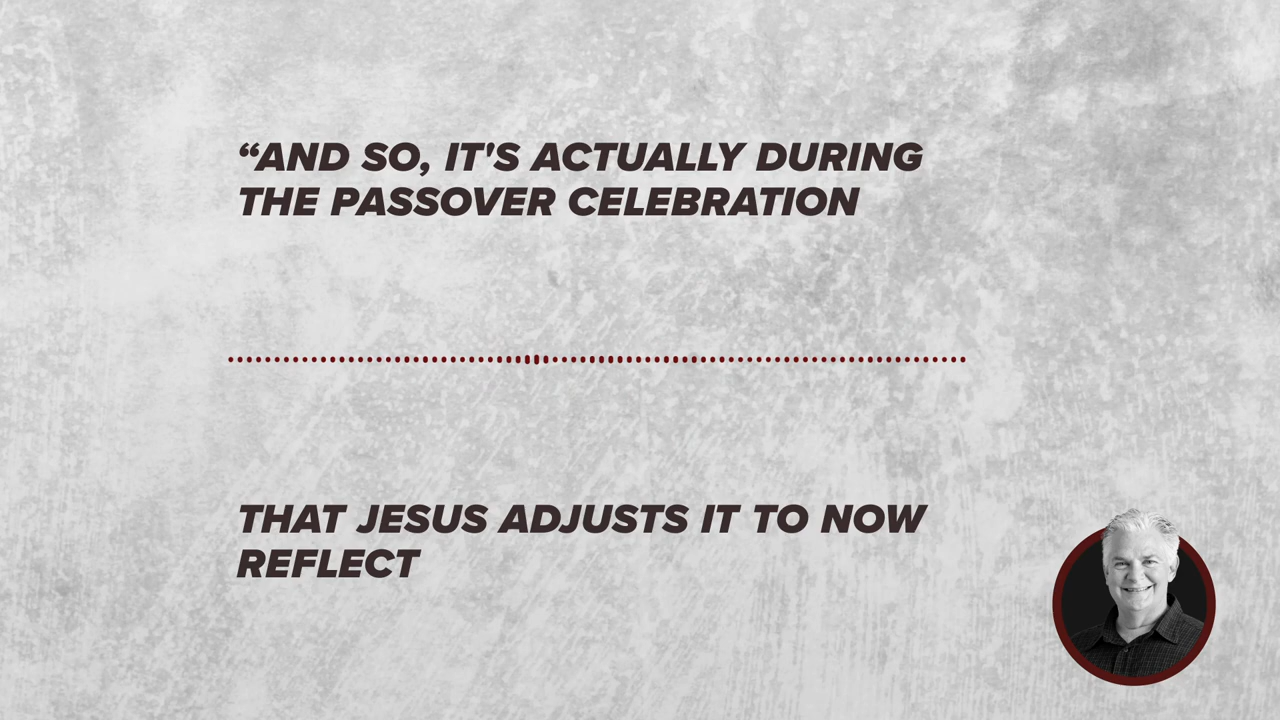 “AND SO, IT'S ACTUALLY DURING
THE PASSOVER CELEBRATION
THAT JESUS ADJUSTS IT TO NOW
REFLECT